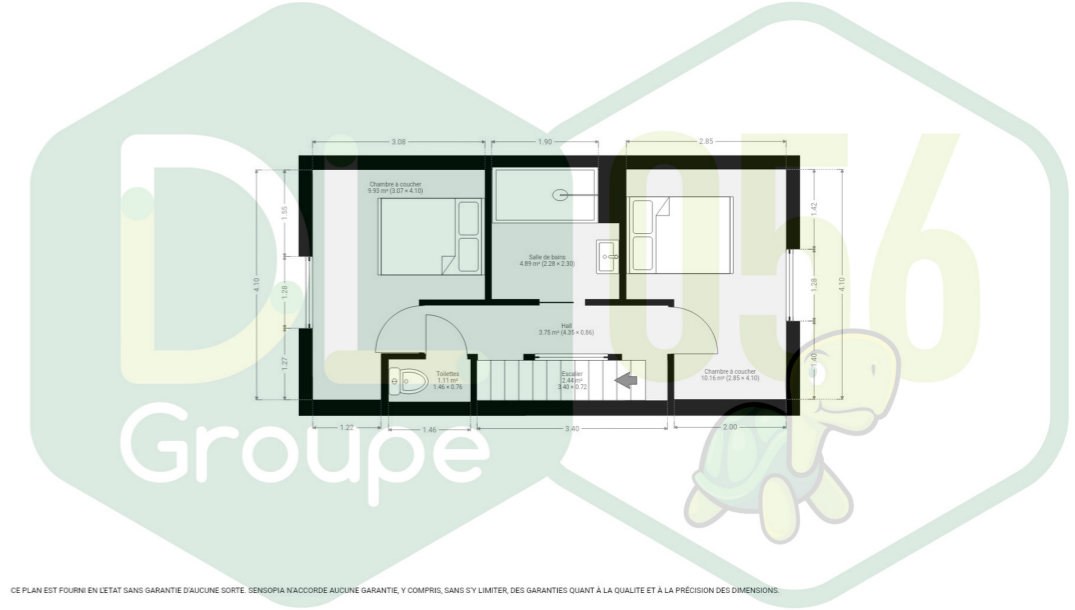 3.08
1.90
2.85
Chambre à coucher
9.93 m² (3.07 × 4.10)
4.10
1.55
1.28
1.27
Salle de bains
4.89 m² (2.28 × 2.30)
1.42
1.28
1.40
4.10
Hall
3.75 m² (4.35 × 0.86)
Toilettes
1.11 m²
1.46 × 0.76
Escalier
2.44 m²
3.40 × 0.72
Chambre à coucher
10.16 m² (2.85 × 4.10)
1.22
1.46
3.40
2.00
D.L
Groupe
056
CE PLAN EST FOURNI EN L'ETAT SANS GARANTIE D'AUCUNE SORTE. SENSOPIA N'ACCORDE AUCUNE GARANTIE, Y COMPRIS, SANS S'Y LIMITER, DES GARANTIES QUANT À LA QUALITE ET À LA PRÉCISION DES DIMENSIONS.